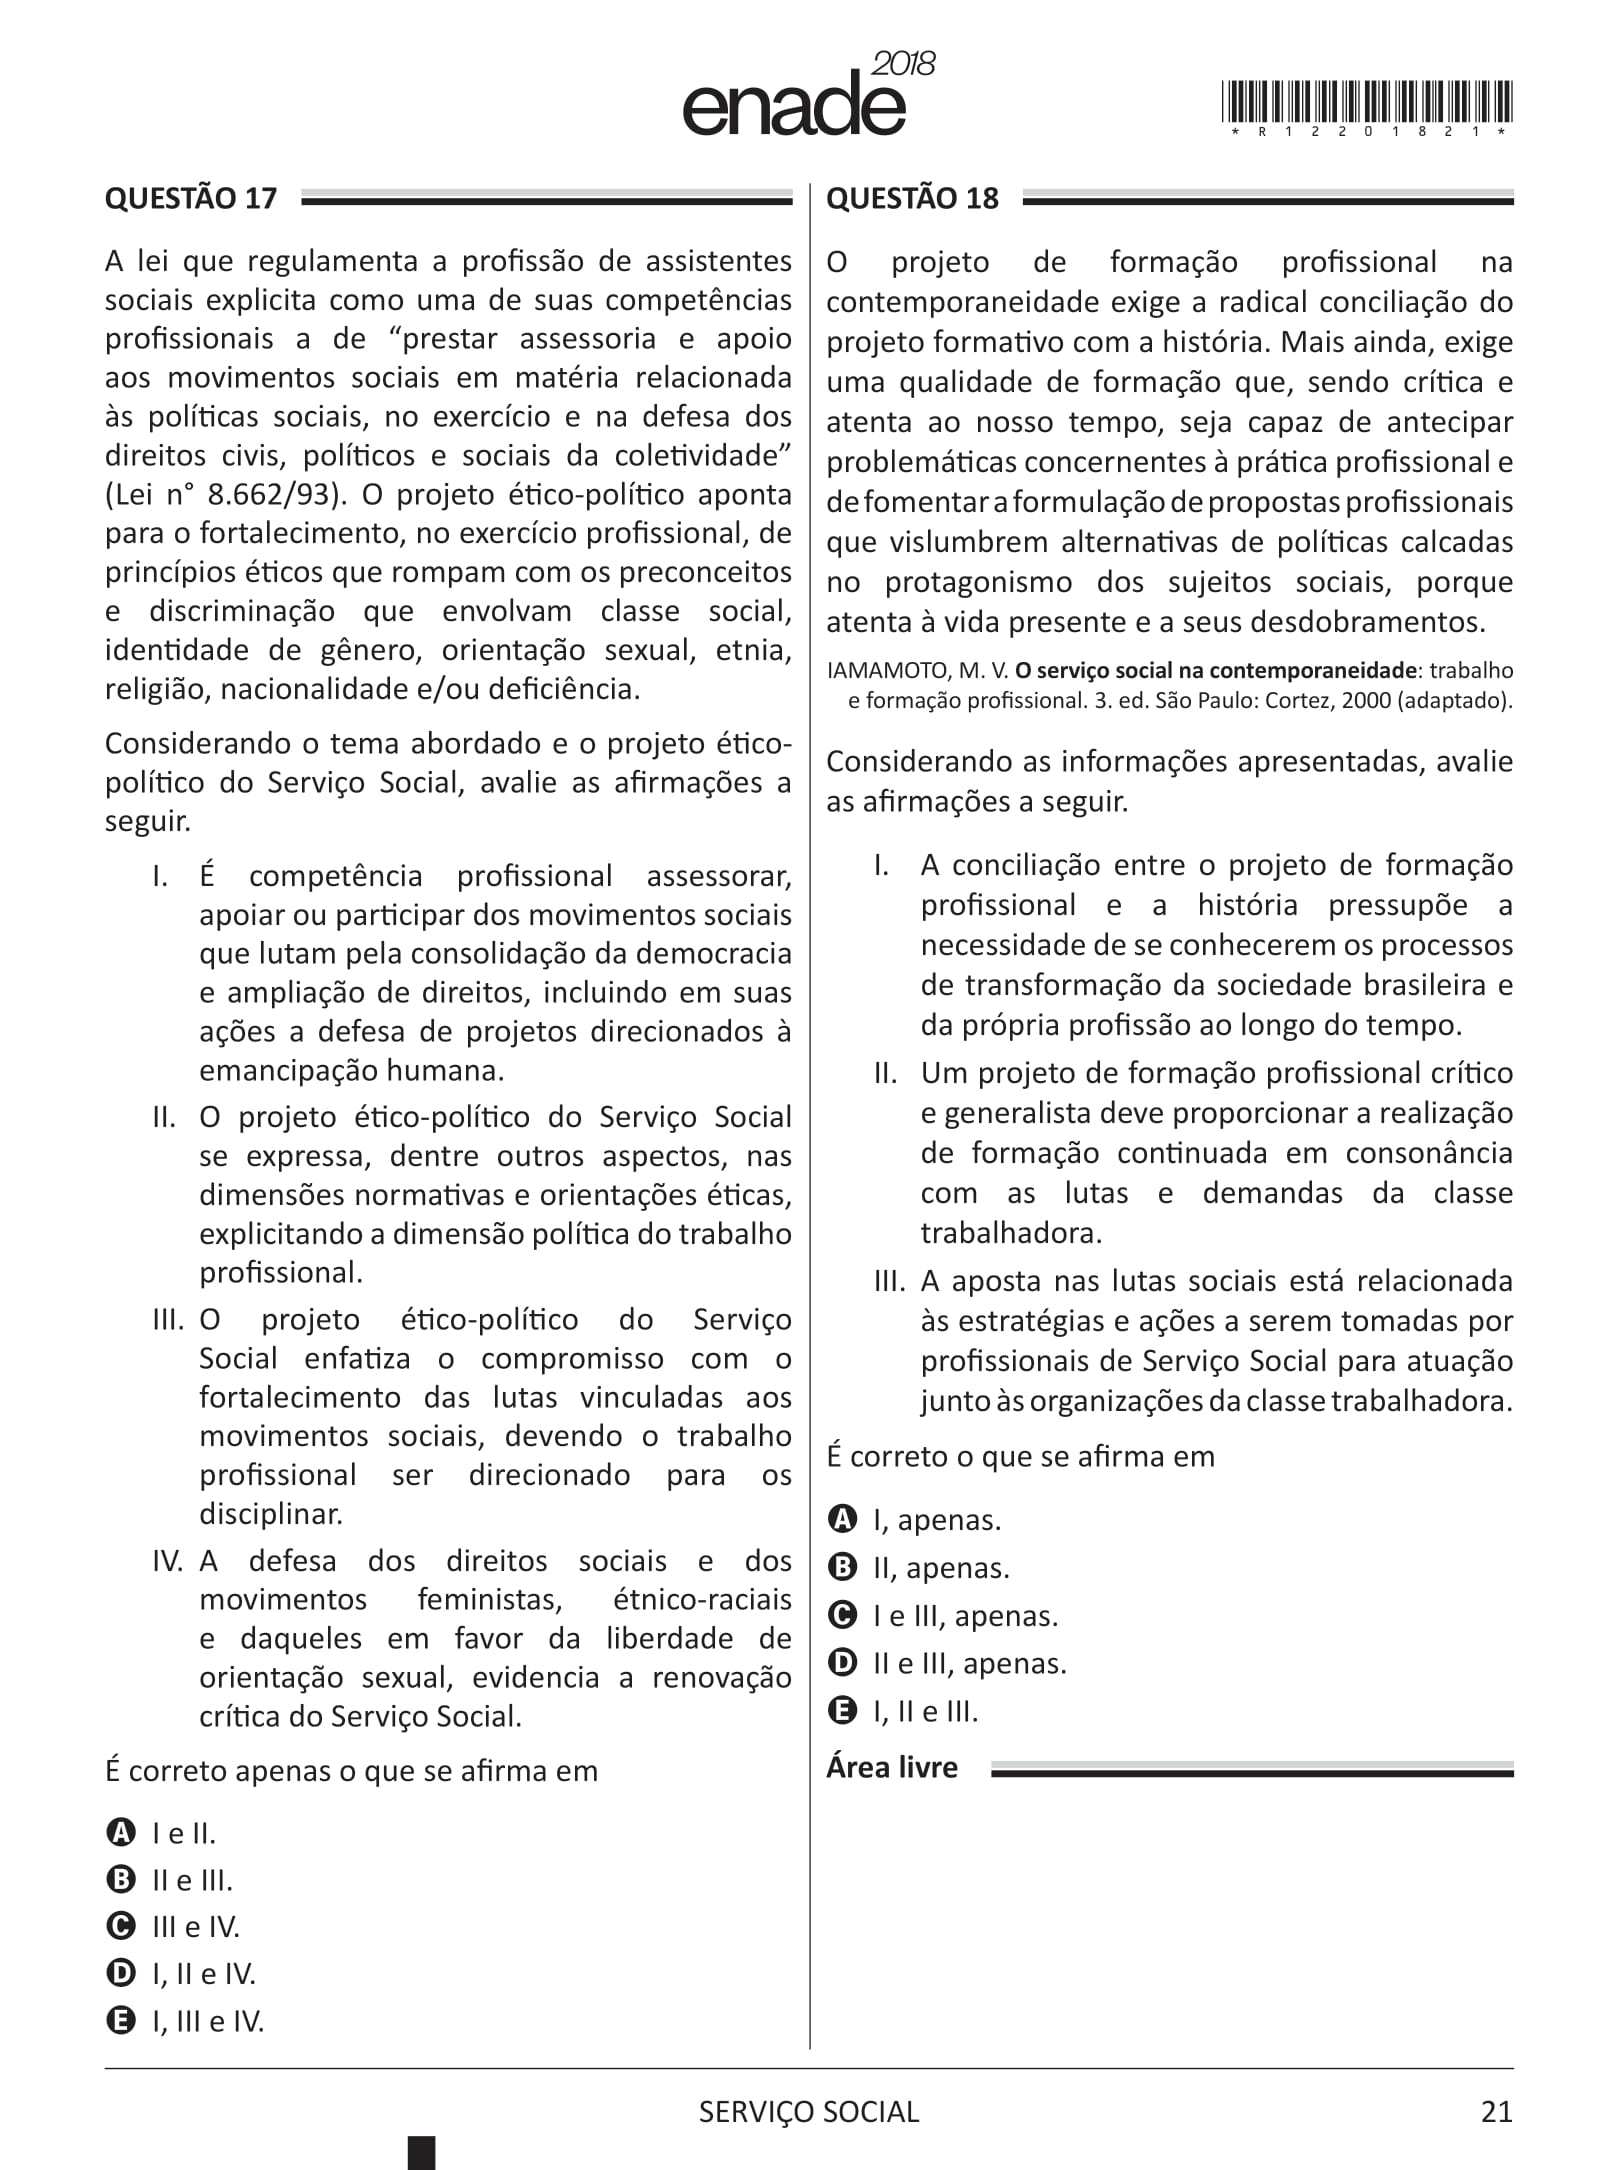 enade 2018
*R12201821*
QUESTÃO 17
A lei que regulamenta a profissão de assistentes
sociais explicita como uma de suas competências
profissionais a de “prestar assessoria e apoio
aos movimentos sociais em matéria relacionada
às políticas sociais, no exercício e na defesa dos
direitos civis, políticos e sociais da coletividade”
(Lei n° 8.662/93). O projeto ético-político aponta
para o fortalecimento, no exercício profissional, de
princípios éticos que rompam com os preconceitos
e discriminação que envolvam classe social,
identidade de gênero, orientação sexual, etnia,
religião, nacionalidade e/ou deficiência.
Considerando o tema abordado e o projeto ético-
político do Serviço Social, avalie as afirmações a
seguir.
I. É competência profissional assessorar,
apoiar ou participar dos movimentos sociais
que lutam pela consolidação da democracia
e ampliação de direitos, incluindo em suas
ações a defesa de projetos direcionados à
emancipação humana.
II. O projeto ético-político do Serviço Social
se expressa, dentre outros aspectos, nas
dimensões normativas e orientações éticas,
explicitando a dimensão política do trabalho
profissional.
III. O projeto ético-político do Serviço
Social enfatiza o compromisso com o
fortalecimento das lutas vinculadas aos
movimentos sociais, devendo o trabalho
profissional ser direcionado para os
disciplinar.
IV. A defesa dos direitos sociais e dos
movimentos feministas, étnico-raciais
e daqueles em favor da liberdade de
orientação sexual, evidencia a renovação
crítica do Serviço Social.
É correto apenas o que se afirma em
A I e II.
B II e III.
C III e IV.
D I, II e IV.
E I, III e IV.
QUESTÃO 18
O projeto de formação profissional na
contemporaneidade exige a radical conciliação do
projeto formativo com a história. Mais ainda, exige
uma qualidade de formação que, sendo crítica e
atenta ao nosso tempo, seja capaz de antecipar
problemáticas concernentes à prática profissional e
de fomentar a formulação de propostas profissionais
que vislumbrem alternativas de políticas calcadas
no protagonismo dos sujeitos sociais, porque
atenta à vida presente e a seus desdobramentos.
IAMAMOTO, M. V. O serviço social na contemporaneidade: trabalho
e formação profissional. 3. ed. São Paulo: Cortez, 2000 (adaptado).
Considerando as informações apresentadas, avalie
as afirmações a seguir.
I. A conciliação entre o projeto de formação
profissional e a história pressupõe a
necessidade de se conhecerem os processos
de transformação da sociedade brasileira e
da própria profissão ao longo do tempo.
II. Um projeto de formação profissional crítico
e generalista deve proporcionar a realização
de formação continuada em consonância
com as lutas e demandas da classe
trabalhadora.
III. A aposta nas lutas sociais está relacionada
às estratégias e ações a serem tomadas por
profissionais de Serviço Social para atuação
junto às organizações da classe trabalhadora.
É correto o que se afirma em
A I, apenas.
B II, apenas.
C I e III, apenas.
D II e III, apenas.
E I, II e III.
Área livre
SERVIÇO SOCIAL
21